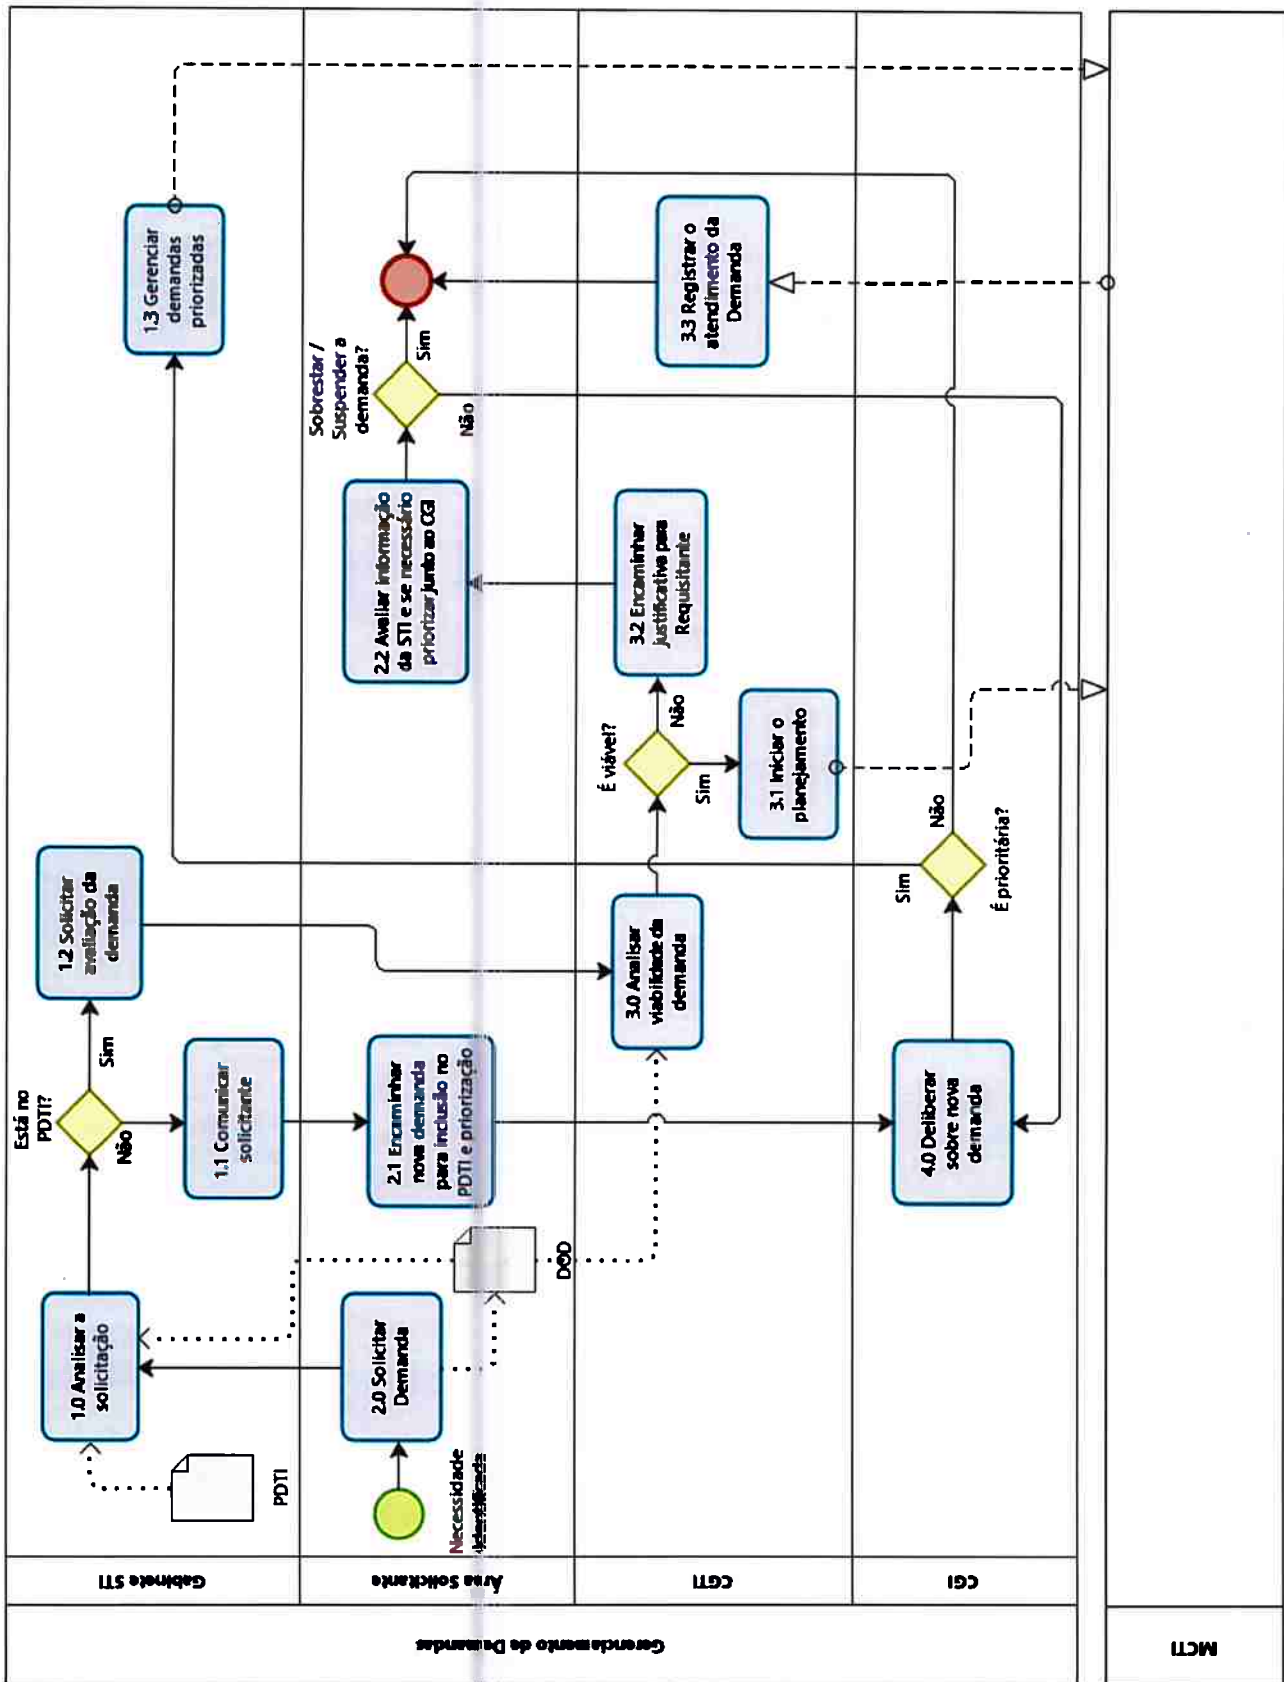 Gerenciamento de Demandas
Gabinete STI
PDTI
1.0 Analisar a
solicitação
Está no
PDTI?
Sim
Não
1.2 Solicitar
avaliação da
demanda
1.1 Comunicar
solicitante
1.3 Gerenciar
demandas
priorizadas
Área Solicitante
Necessidade
identificada
2.0 Solicitar
Demanda
DOD
2.1 Encaminhar
nova demanda
para inclusão no
PDTI e priorização
2.2 Avaliar informação
da STI e se necessário
priorizar junto ao CGI
Sobrestar /
Suspender a
demanda?
Sim
Não
CGTI
3.0 Analisar
viabilidade da
demanda
É viável?
Não
Sim
3.2 Encaminhar
justificativa para
Requisitante
3.1 Iniciar o
planejamento
3.3 Registrar o
atendimento da
Demanda
CGI
4.0 Deliberar
sobre nova
demanda
Sim
Não
É prioritária?
MCTI